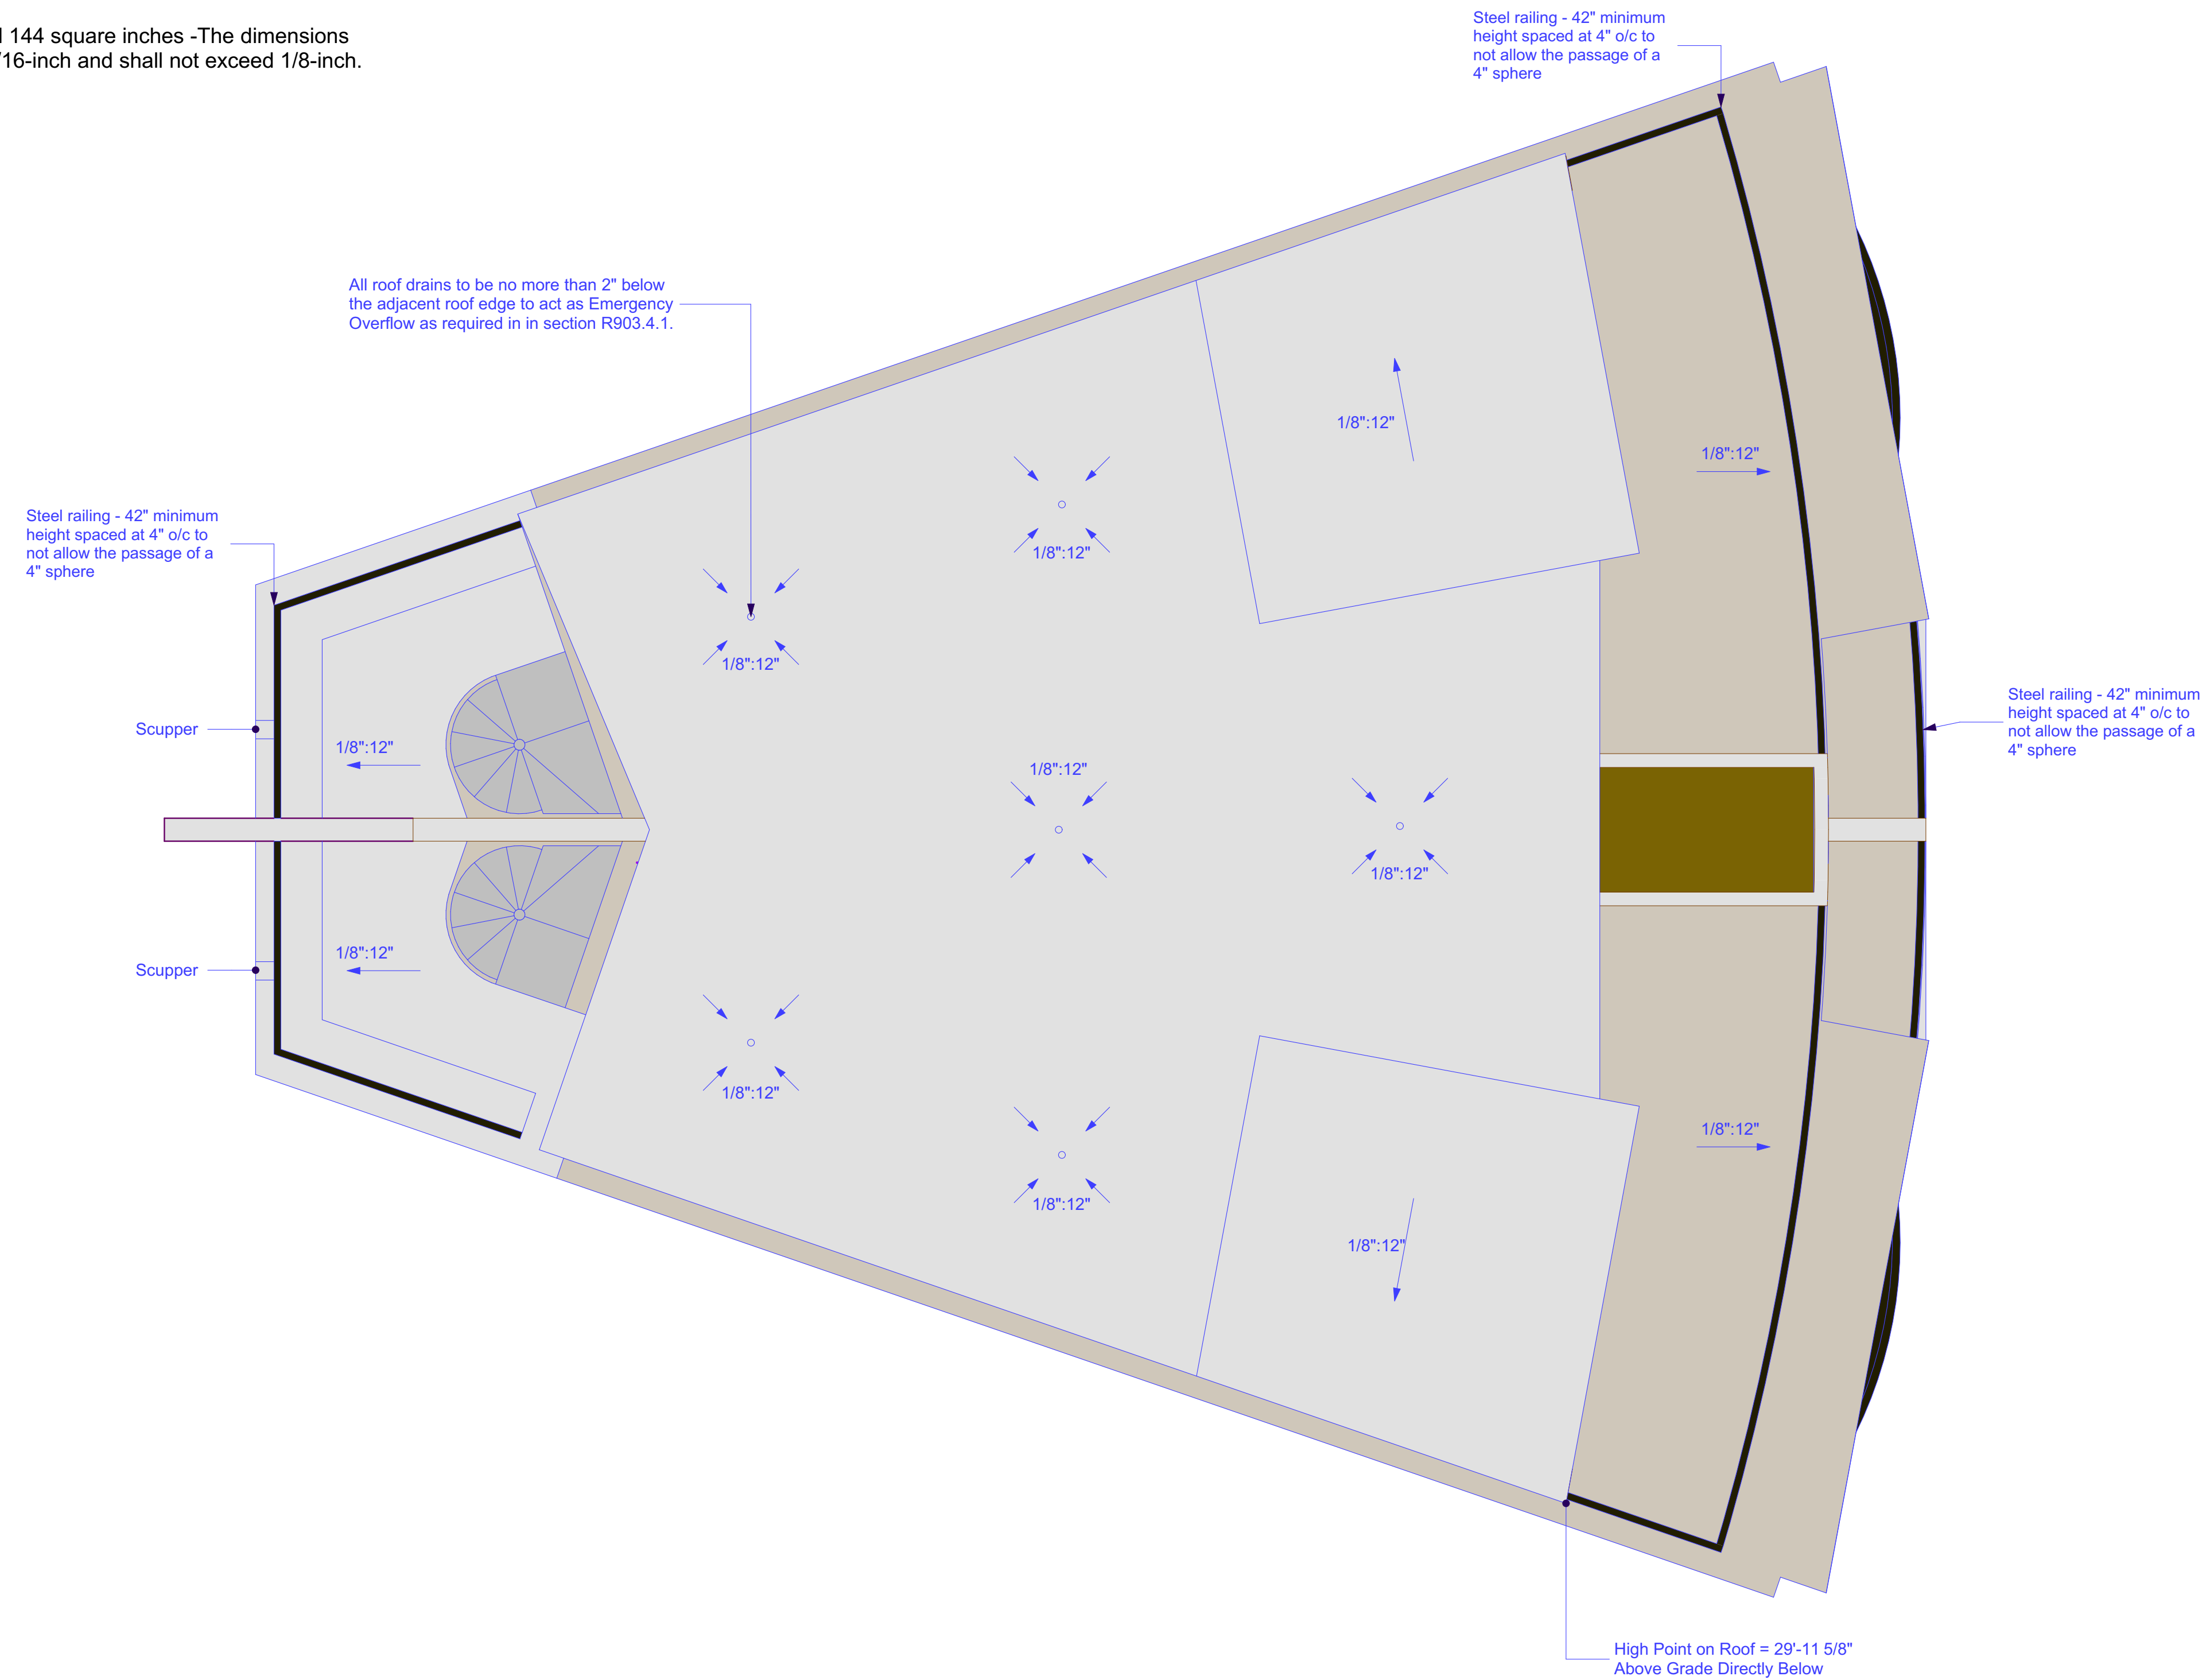 144 square inches -The dimensions
/16-inch and shall not exceed 1/8-inch.
Steel railing - 42" minimum
height spaced at 4" o/c to
not allow the passage of a
4" sphere
All roof drains to be no more than 2" below
the adjacent roof edge to act as Emergency
Overflow as required in in section R903.4.1.
1/8":12"
1/8":12"
Steel railing - 42" minimum
height spaced at 4" o/c to
not allow the passage of a
4" sphere
1/8":12"
1/8":12"
Steel railing - 42" minimum
height spaced at 4" o/c to
not allow the passage of a
4" sphere
Scupper
1/8":12"
1/8":12"
1/8":12"
Scupper
1/8":12"
1/8":12"
1/8":12"
1/8":12"
1/8":12"
High Point on Roof = 29'-11 5/8"
Above Grade Directly Below